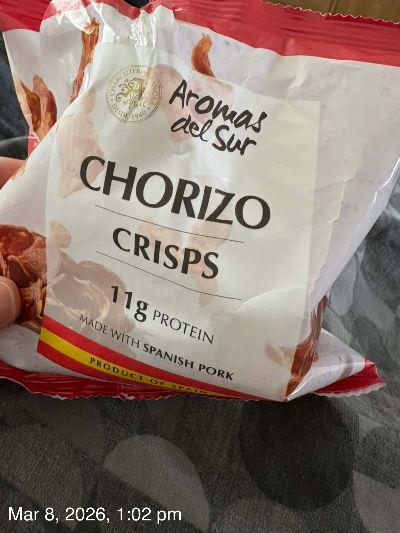 Aromas
del Sur
CHORIZO
CRISPS
11g PROTEIN
MADE WITH SPANISH PORK
PRODUCT OF SPAIN
Mar 8, 2026, 1:02 pm